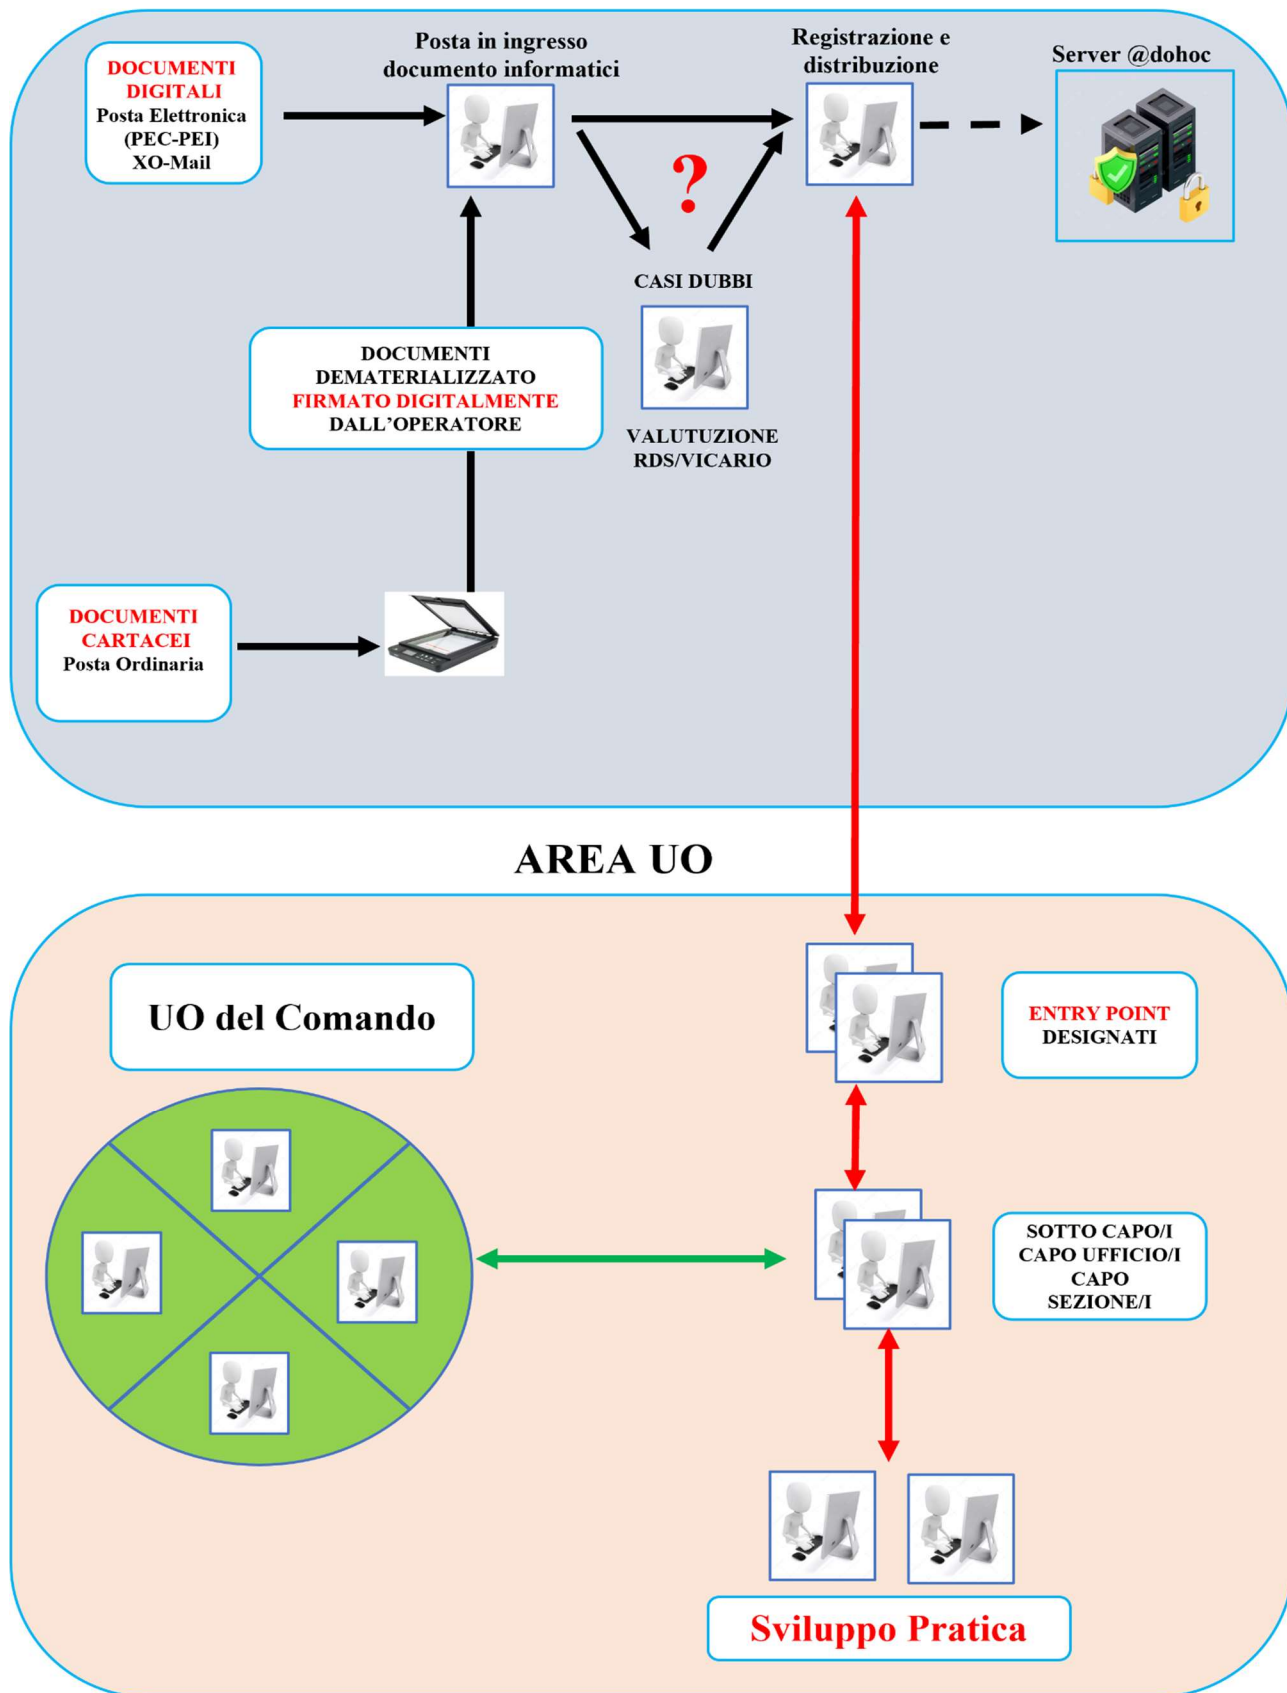 DOCUMENTI
DIGITALI
Posta Elettronica
(PEC-PEI)
XO-Mail
Posta in ingresso
documento informatici
Registrazione e
distribuzione
Server @dohoc
?
CASI DUBBI
VALUTUZIONE
RDS/VICARIO
DOCUMENTI
DEMATERIALIZZATO
FIRMATO DIGITALMENTE
DALL’OPERATORE
DOCUMENTI
CARTACEI
Posta Ordinaria
AREA UO
UO del Comando
ENTRY POINT
DESIGNATI
SOTTO CAPO/I
CAPO UFFICIO/I
CAPO
SEZIONE/I
Sviluppo Pratica